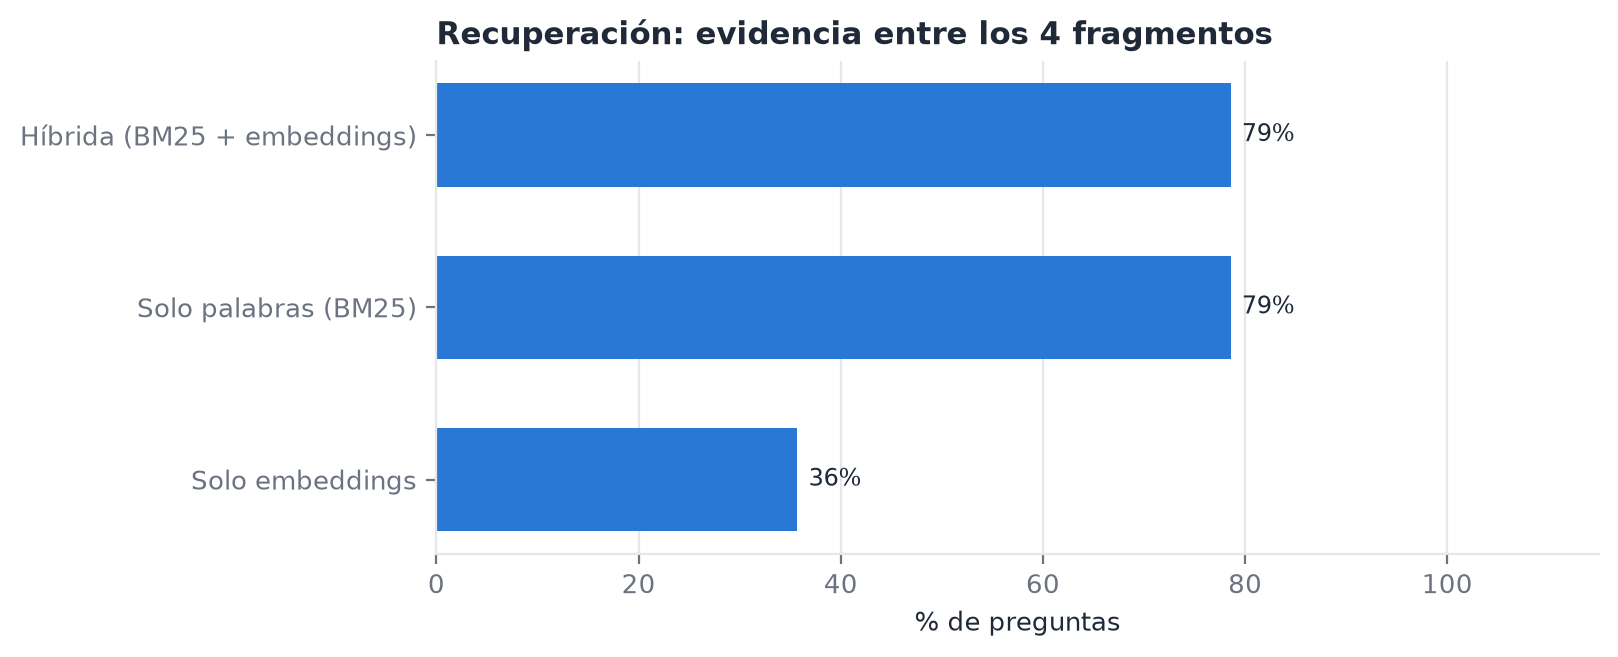 Recuperación: evidencia entre los 4 fragmentos
Híbrida (BM25 + embeddings)
79%
Solo palabras (BM25)
79%
Solo embeddings
36%
0 20 40 60 80 100
% de preguntas